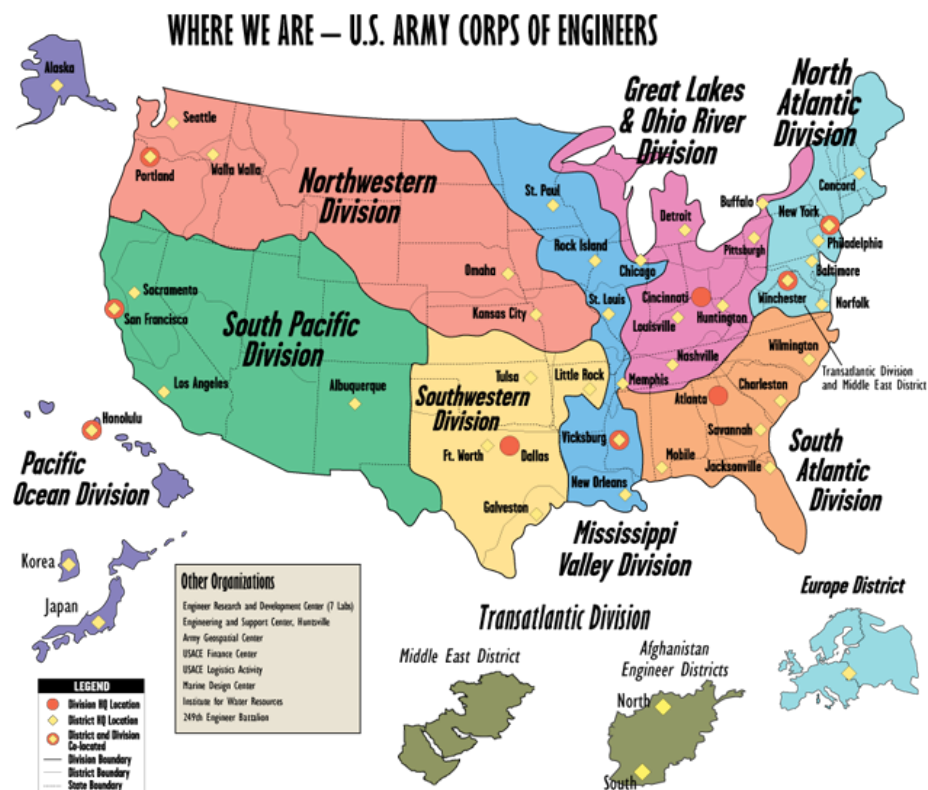 WHERE WE ARE – U.S. ARMY CORPS OF ENGINEERS
Alaska
Great Lakes
& Ohio River
Division
North
Atlantic
Division
Seattle
Portland
Walla Walla
Northwestern
Division
St. Paul
Rock Island
Omaha
Kansas City
Detroit
Buffalo
Concord
New York
Pittsburgh
Philadelphia
Baltimore
Chicago
St. Louis
Cincinnati
Louisville
Huntington
Winchester
Norfolk
Sacramento
San Francisco
South Pacific
Division
Los Angeles
Albuquerque
Nashville
Memphis
Wilmington
Transatlantic Division
and Middle East District
Tulsa
Little Rock
Southwestern
Division
Ft. Worth
Dallas
Galveston
Vicksburg
New Orleans
Atlanta
Charleston
Savannah
Mobile
Jacksonville
South
Atlantic
Division
Mississippi
Valley Division
Honolulu
Pacific
Ocean Division
Korea
Japan
Other Organizations
Engineer Research and Development Center (7 Labs)
Engineering and Support Center, Huntsville
Army Geospatial Center
USACE Finance Center
USACE Logistics Activity
Marine Design Center
Institute for Water Resources
249th Engineer Battalion
Transatlantic Division
Middle East District
Afghanistan
Engineer Districts
North
South
Europe District
LEGEND
Division HQ Location
District HQ Location
District and Division
Co-located
Division Boundary
District Boundary
State Boundary